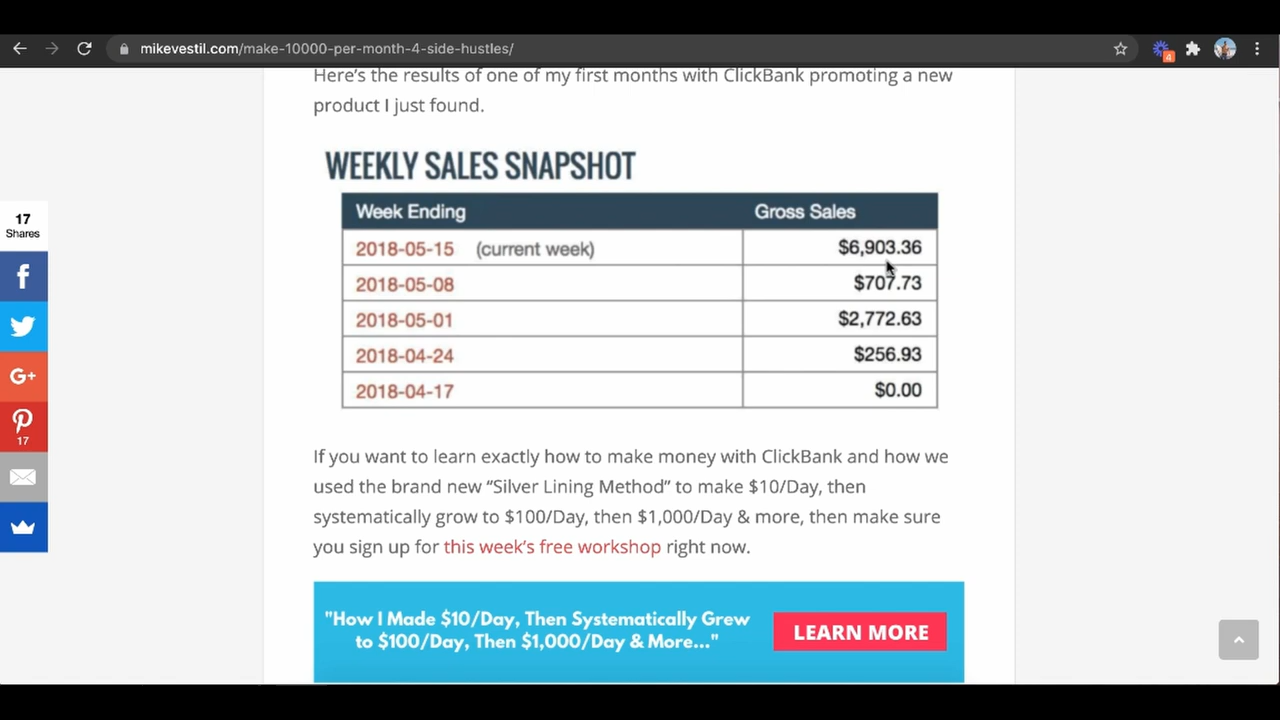 mikevestil.com/make-10000-per-month-4-side-hustles/
4
Here's the results of one of my first months with ClickBank promoting a new
product I just found.
WEEKLY SALES SNAPSHOT
Week Ending Gross Sales
2018-05-15 (current week) $6,903.36
2018-05-08 $707.73
2018-05-01 $2,772.63
2018-04-24 $256.93
2018-04-17 $0.00
17
Shares
f
G+
17
If you want to learn exactly how to make money with ClickBank and how we
used the brand new “Silver Lining Method” to make $10/Day, then
systematically grow to $100/Day, then $1,000/Day & more, then make sure
you sign up for this week's free workshop right now.
"How I Made $10/Day, Then Systematically Grew
to $100/Day, Then $1,000/Day & More..."
LEARN MORE